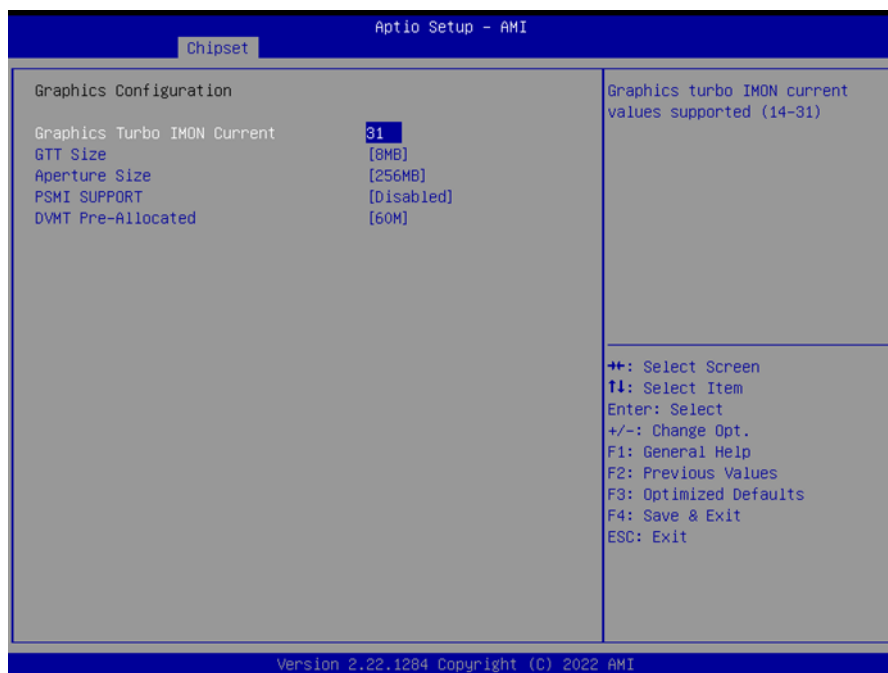 Aptio Setup – AMI
Chipset
Graphics Configuration
Graphics Turbo IMON Current 31
GTT Size [8MB]
Aperture Size [256MB]
PSMI SUPPORT [Disabled]
DVMT Pre-Allocated [60M]
Graphics turbo IMON current
values supported (14-31)
→←: Select Screen
↑↓: Select Item
Enter: Select
+/-: Change Opt.
F1: General Help
F2: Previous Values
F3: Optimized Defaults
F4: Save & Exit
ESC: Exit
Version 2.22.1284 Copyright (C) 2022 AMI